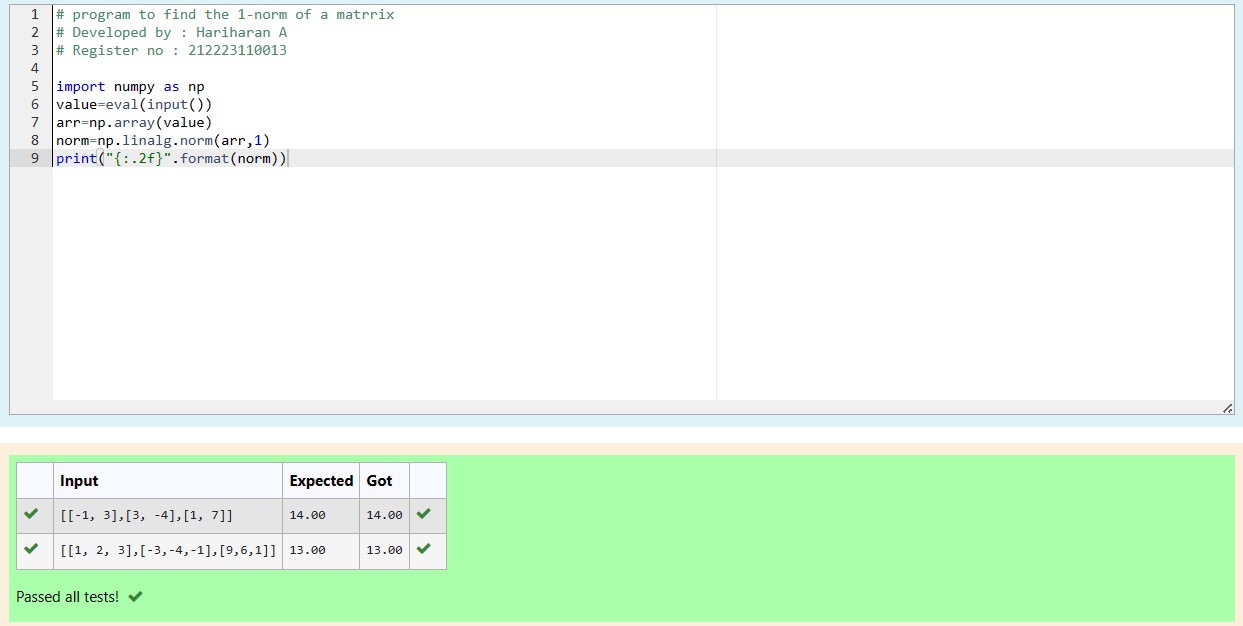 1 # program to find the 1-norm of a matrrix
2 # Developed by : Hariharan A
3 # Register no : 212223110013
4
5 import numpy as np
6 value=eval(input())
7 arr=np.array(value)
8 norm=np.linalg.norm(arr,1)
9 print("{:.2f}".format(norm))
Input Expected Got
[[-1, 3],[3, -4],[1, 7]] 14.00 14.00
[[1, 2, 3],[-3,-4,-1],[9,6,1]] 13.00 13.00
Passed all tests!